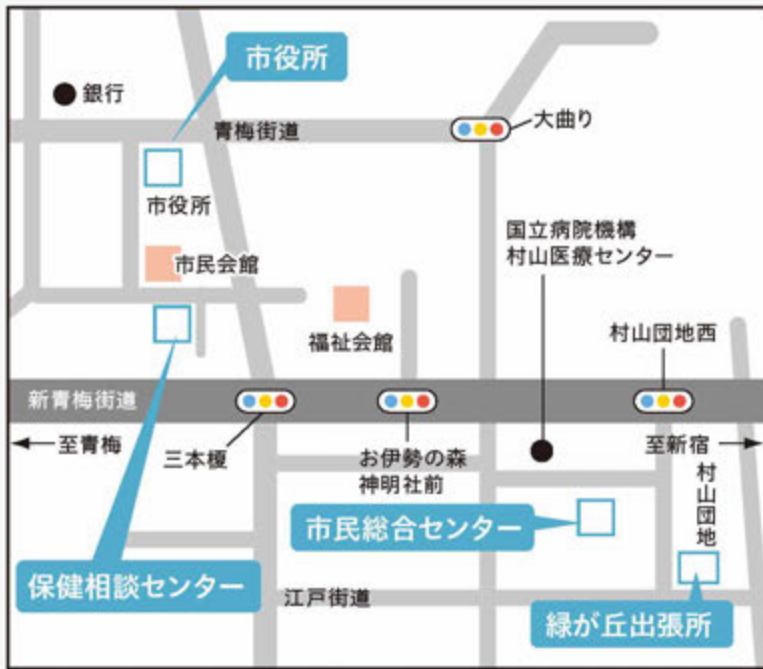 市役所
銀行
青梅街道
大曲り
市役所
国立病院機構
村山医療センター
市民会館
福祉会館
村山団地西
新青梅街道
至青梅
三本榎
お伊勢の森
神明社前
至新宿
村山団地
市民総合センター
保健相談センター
江戸街道
緑が丘出張所